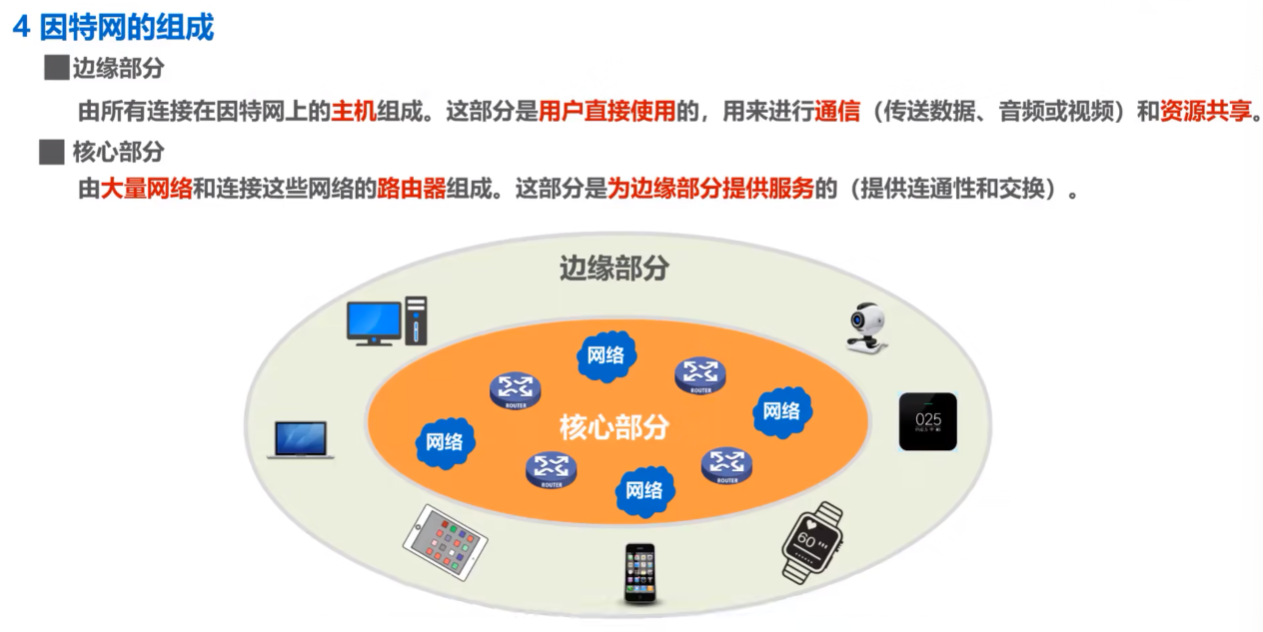 4 因特网的组成
边缘部分
由所有连接在因特网上的主机组成。这部分是用户直接使用的，用来进行通信（传送数据、音频或视频）和资源共享。
核心部分
由大量网络和连接这些网络的路由器组成。这部分是为边缘部分提供服务的（提供连通性和交换）。
边缘部分
网络
ROUTER
ROUTER
网络
核心部分
网络
025
ROUTER
ROUTER
网络
60